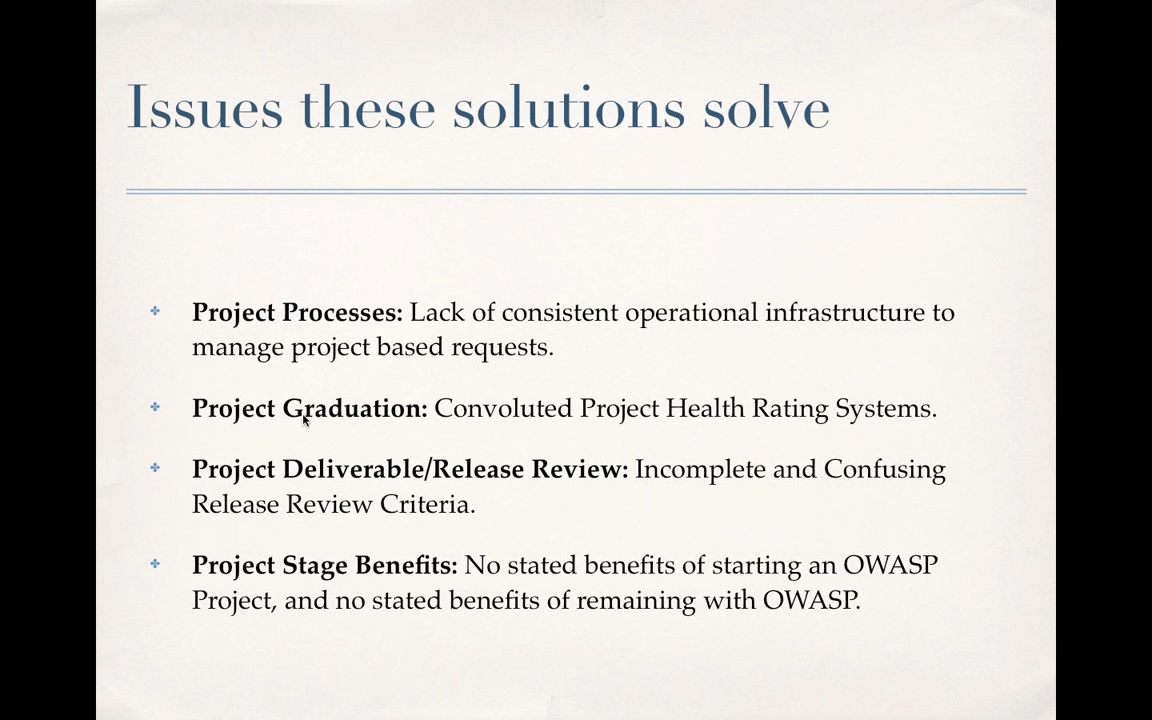 Issues these solutions solve
Project Processes: Lack of consistent operational infrastructure to
manage project based requests.
Project Graduation: Convoluted Project Health Rating Systems.
Project Deliverable/Release Review: Incomplete and Confusing
Release Review Criteria.
Project Stage Benefits: No stated benefits of starting an OWASP
Project, and no stated benefits of remaining with OWASP.